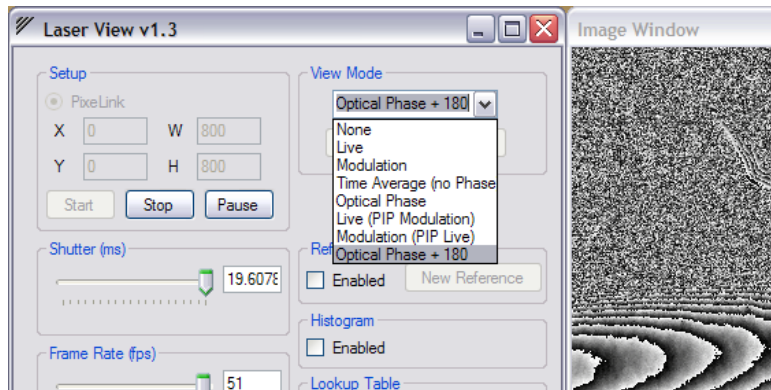 Laser View v1.3
Image Window
Setup
PixeLink
X 0 W 800
Y 0 H 800
Start Stop Pause
View Mode
Optical Phase + 180
None
Live
Modulation
Time Average (no Phase
Optical Phase
Live (PIP Modulation)
Modulation (PIP Live)
Optical Phase + 180
Shutter (ms)
19.6078
Ref
Enabled New Reference
Histogram
Enabled
Frame Rate (fps)
51
Lookup Table